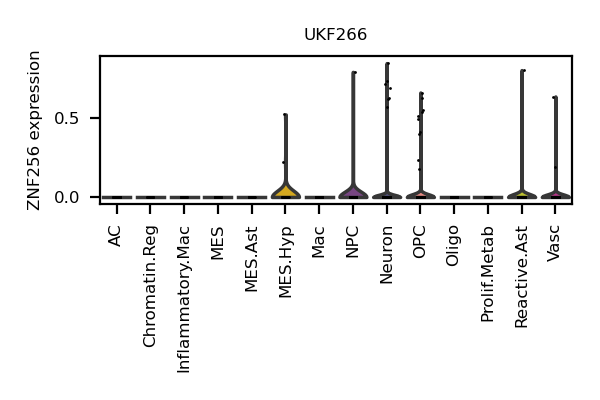 UKF266
ZNF256 expression
0.5
0.0
AC
Chromatin.Reg
Inflammatory.Mac
MES
MES.Ast
MES.Hyp
Mac
NPC
Neuron
OPC
Oligo
Prolif.Metab
Reactive.Ast
Vasc